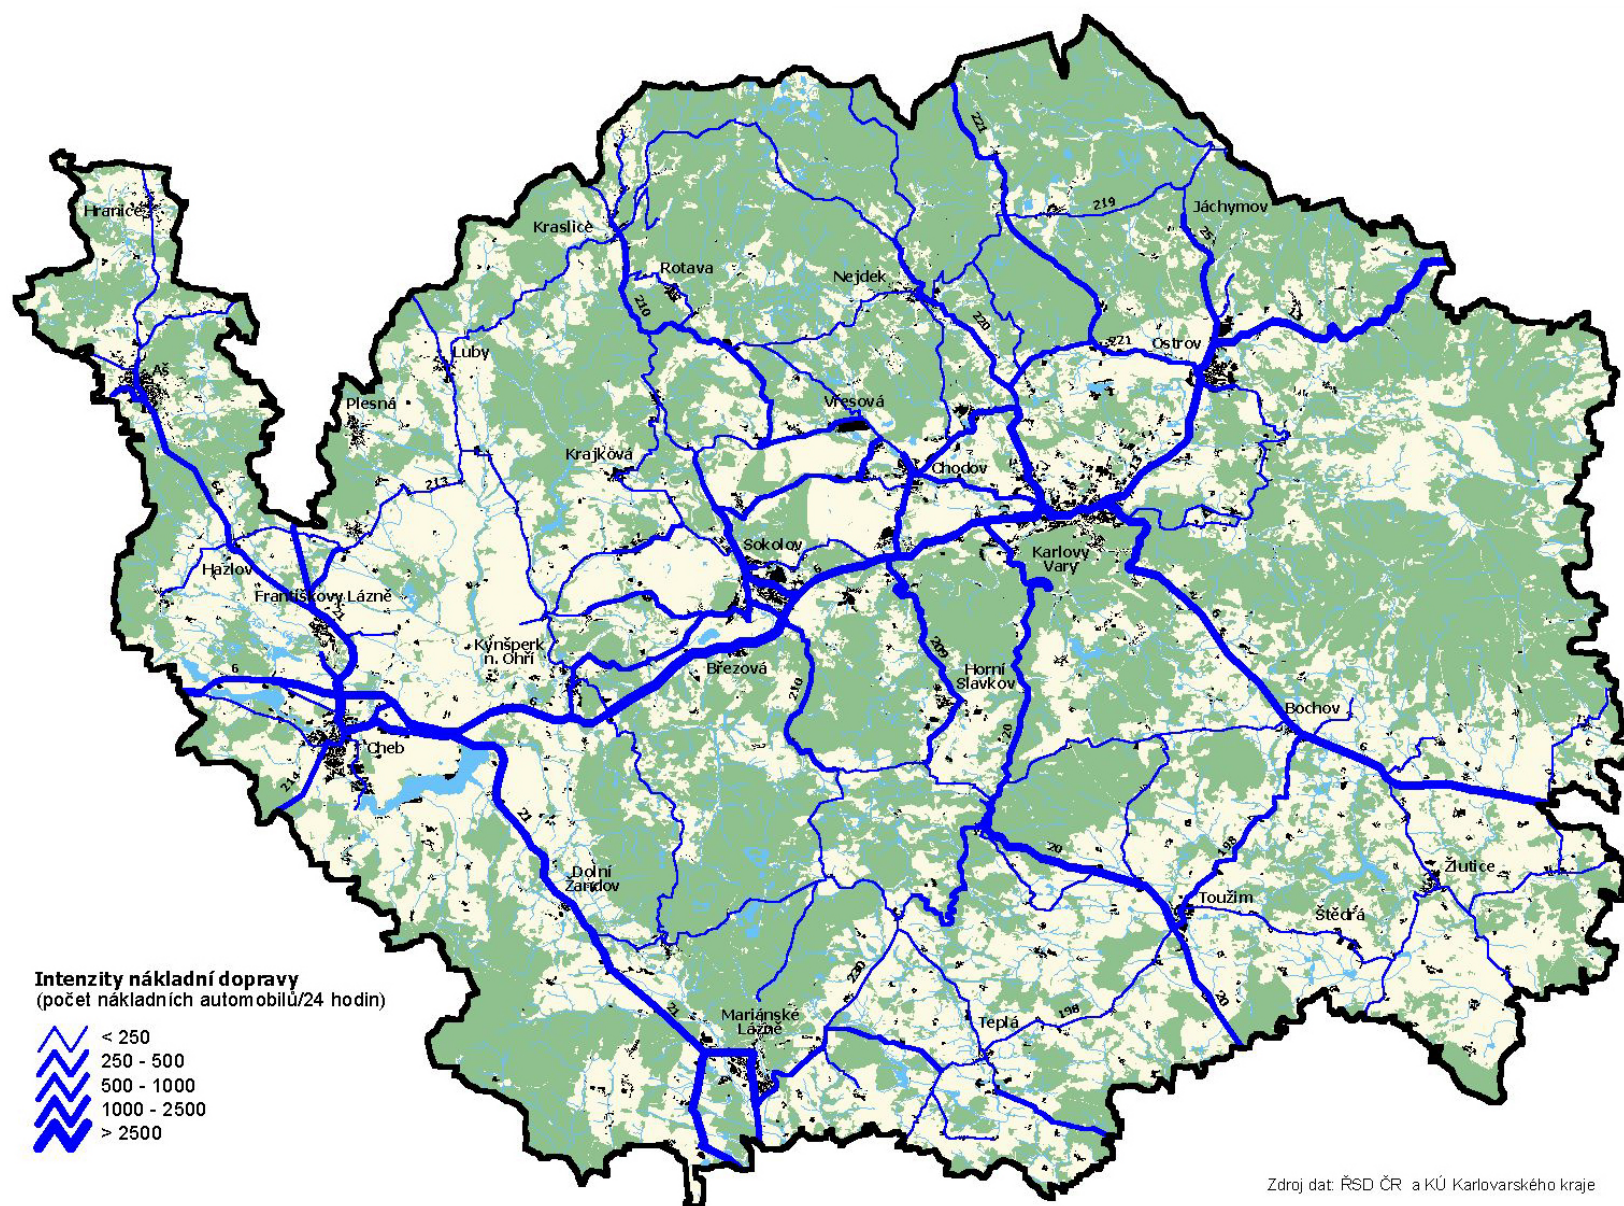 221
Hranice
Jáchymov
219
Kraslice
25
Rotava
Nejdek
210
13
220
Ostrov
221
Luby
Aš
Plesná
Vřesová
Krajková
Chodov
13
213
64
Sokolov
Karlovy
Vary
Hazlov
Františkovy Lázně
21
6
6
Kynšperk
n. Ohří
Březová
209
Horní
Slavkov
210
6
6
20
Bochov
6
Cheb
214
21
198
20
Žlutice
Dolní
Žandov
Toužim
Štědrá
230
20
21
Mariánské
Lázně
Teplá
198
Intenzity nákladní dopravy
(počet nákladních automobilů/24 hodin)
< 250
250 - 500
500 - 1000
1000 - 2500
> 2500
Zdroj dat: ŘSD ČR a KÚ Karlovarského kraje